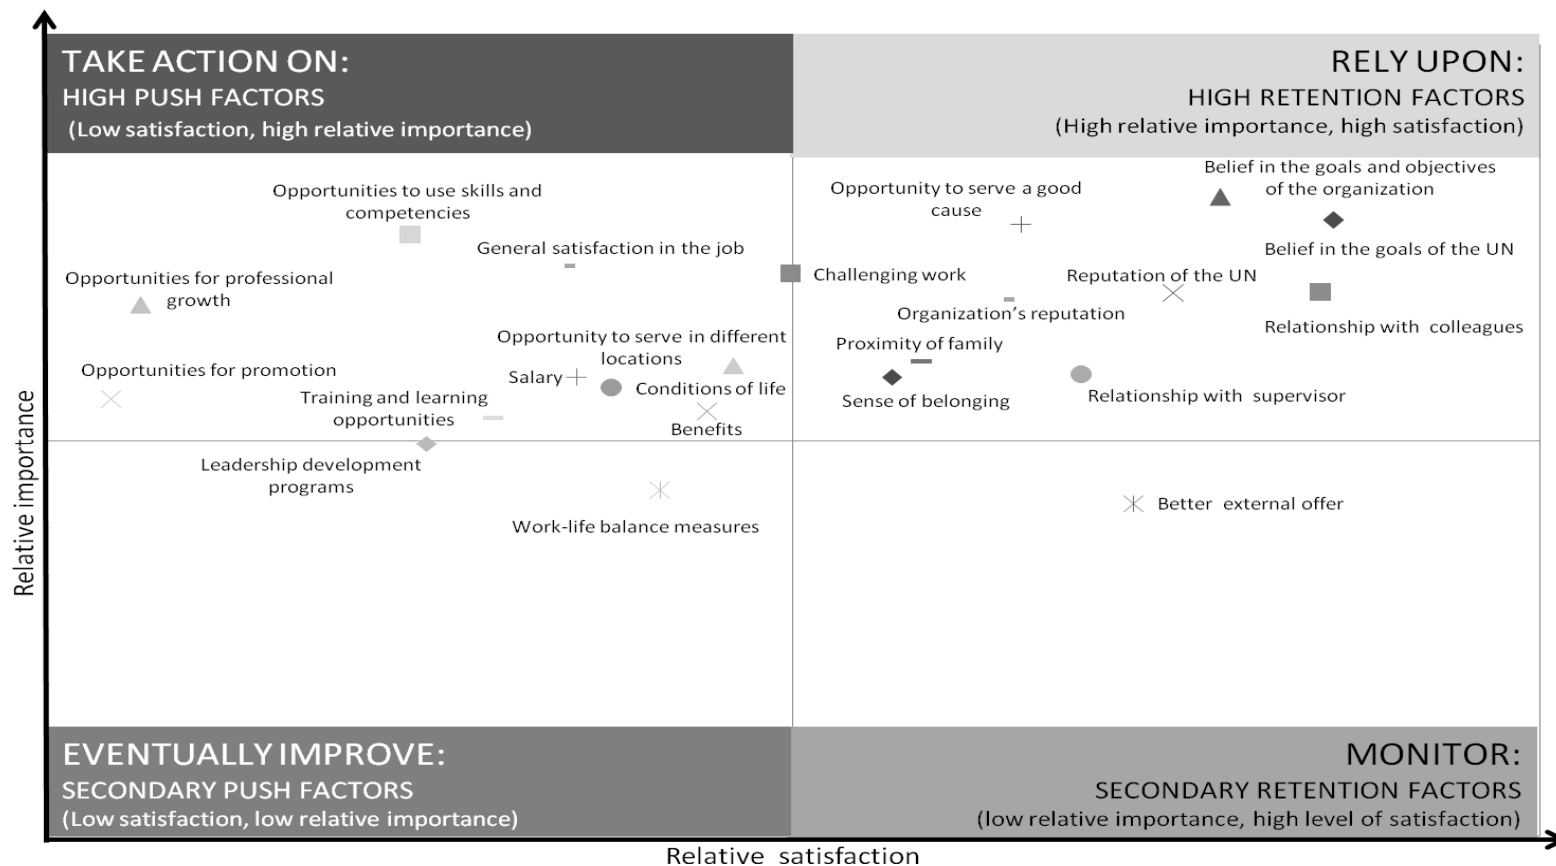 TAKE ACTION ON:
HIGH PUSH FACTORS
(Low satisfaction, high relative importance)
RELY UPON:
HIGH RETENTION FACTORS
(High relative importance, high satisfaction)
Opportunities to use skills and
competencies
General satisfaction in the job
Opportunities for professional
growth
Opportunity to serve in different
locations
Opportunities for promotion
Salary
Conditions of life
Training and learning
opportunities
Benefits
Leadership development
programs
Work-life balance measures
Belief in the goals and objectives
of the organization
Opportunity to serve a good
cause
Belief in the goals of the UN
Challenging work
Reputation of the UN
Organization’s reputation
Relationship with colleagues
Proximity of family
Sense of belonging
Relationship with supervisor
Better external offer
Relative importance
EVENTUALLY IMPROVE:
SECONDARY PUSH FACTORS
(Low satisfaction, low relative importance)
MONITOR:
SECONDARY RETENTION FACTORS
(low relative importance, high level of satisfaction)
Relative satisfaction